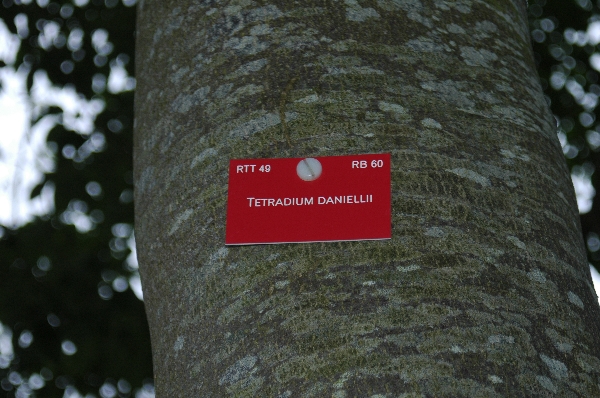 RTT 49 RB 60
TETRADIUM DANIELLII